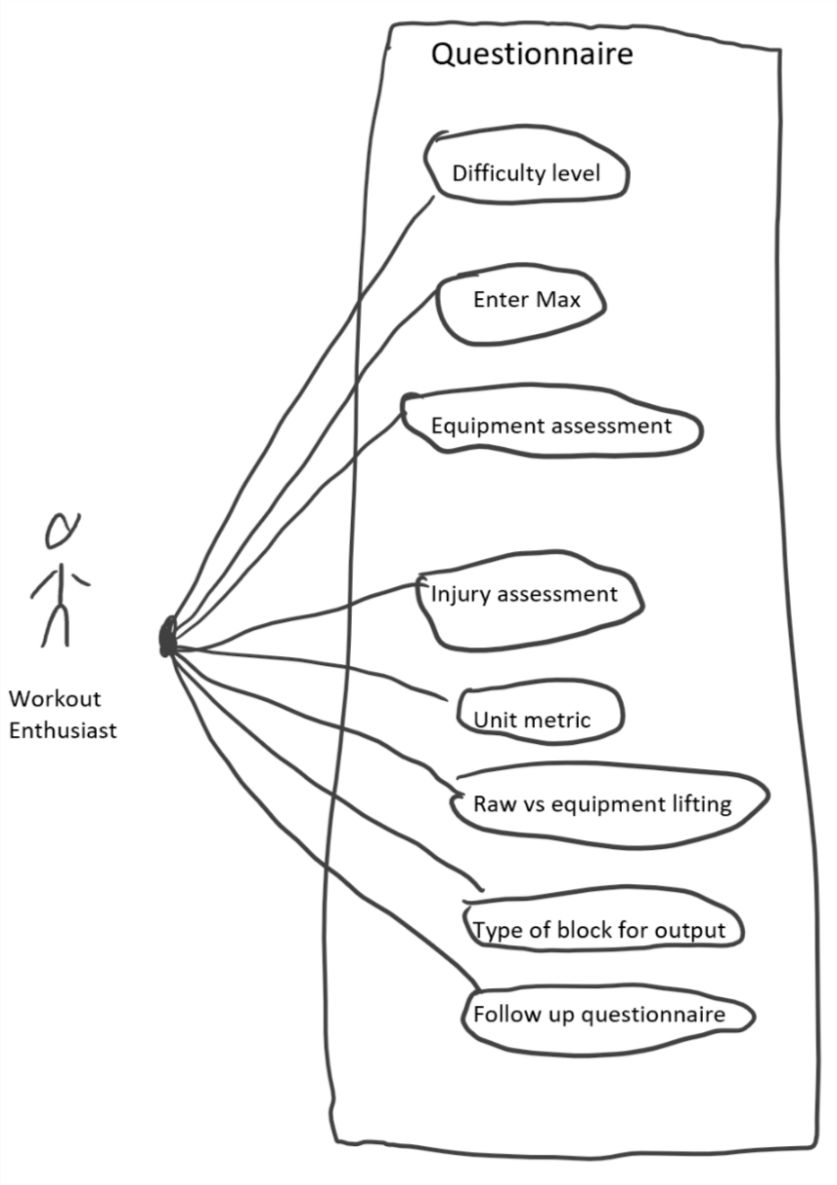 Questionnaire
Difficulty level
Enter Max
Equipment assessment
Injury assessment
Workout
Enthusiast
Unit metric
Raw vs equipment lifting
Type of block for output
Follow up questionnaire